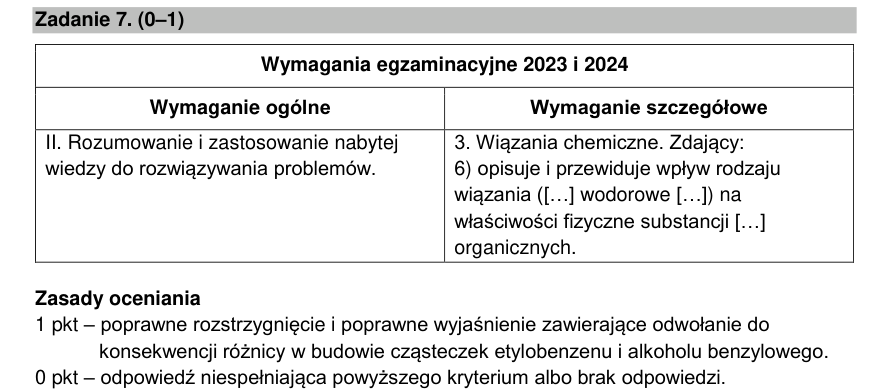 Zadanie 7. (0–1)
Wymagania egzaminacyjne 2023 i 2024
Wymaganie ogólne
Wymaganie szczegółowe
II. Rozumowanie i zastosowanie nabytej
wiedzy do rozwiązywania problemów.
3. Wiązania chemiczne. Zdający:
6) opisuje i przewiduje wpływ rodzaju
wiązania ([…] wodorowe […]) na
właściwości fizyczne substancji […]
organicznych.
Zasady oceniania
1 pkt – poprawne rozstrzygnięcie i poprawne wyjaśnienie zawierające odwołanie do
konsekwencji różnicy w budowie cząsteczek etylobenzenu i alkoholu benzylowego.
0 pkt – odpowiedź niespełniająca powyższego kryterium albo brak odpowiedzi.